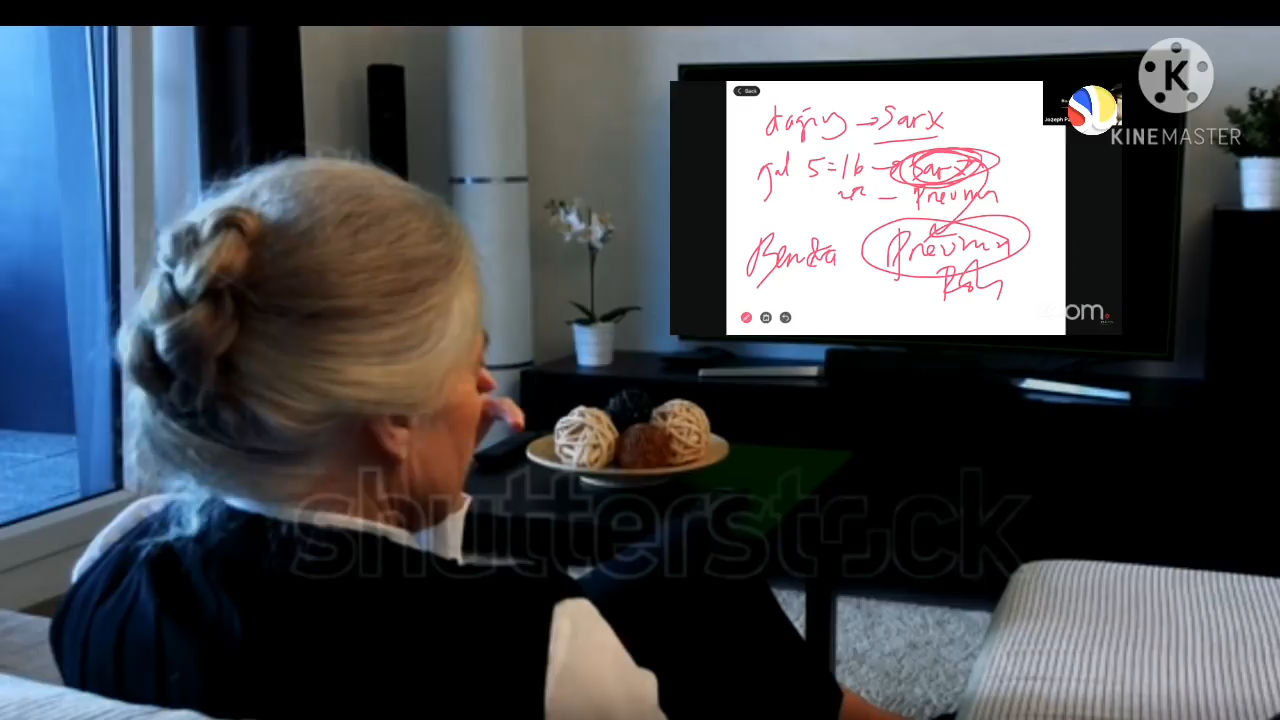 Back
daging → Sarx
gal 5=16 → Sarx
— Pneuma
Benda Pneuma
Roh
zoom
KINEMASTER
shutterstock